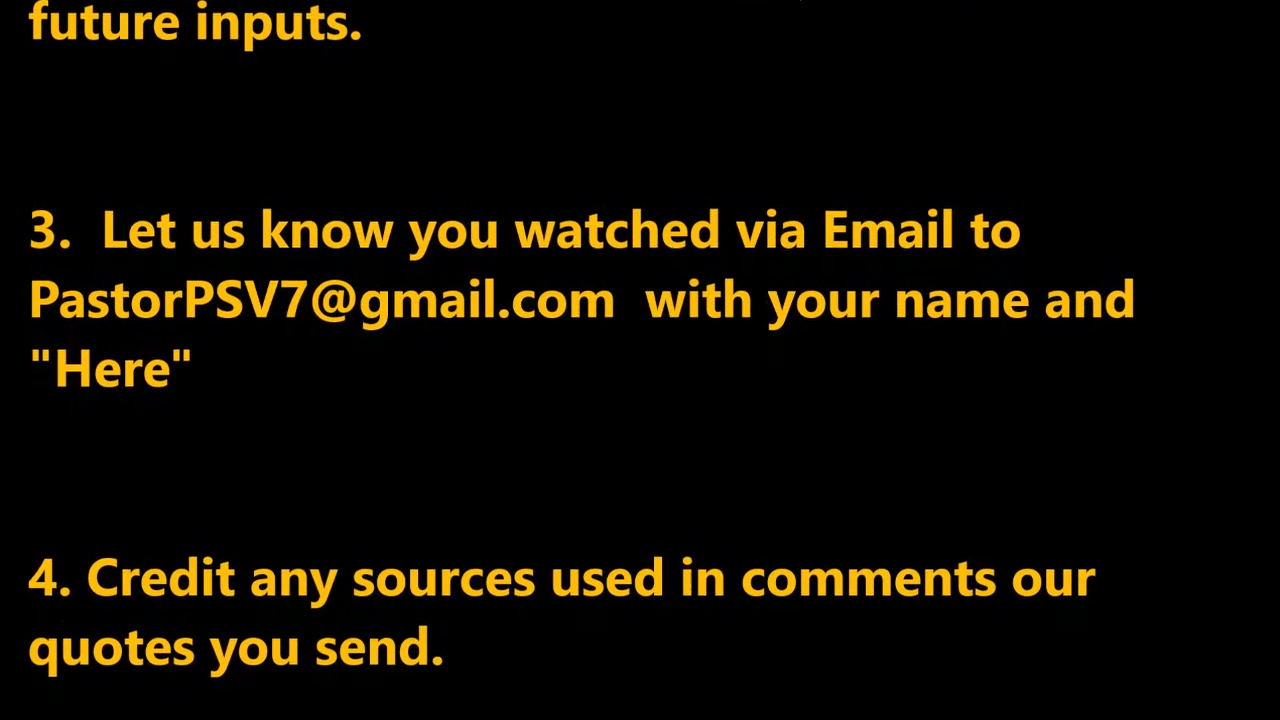 future inputs.
3.  Let us know you watched via Email to
PastorPSV7@gmail.com  with your name and
"Here"
4. Credit any sources used in comments our
quotes you send.